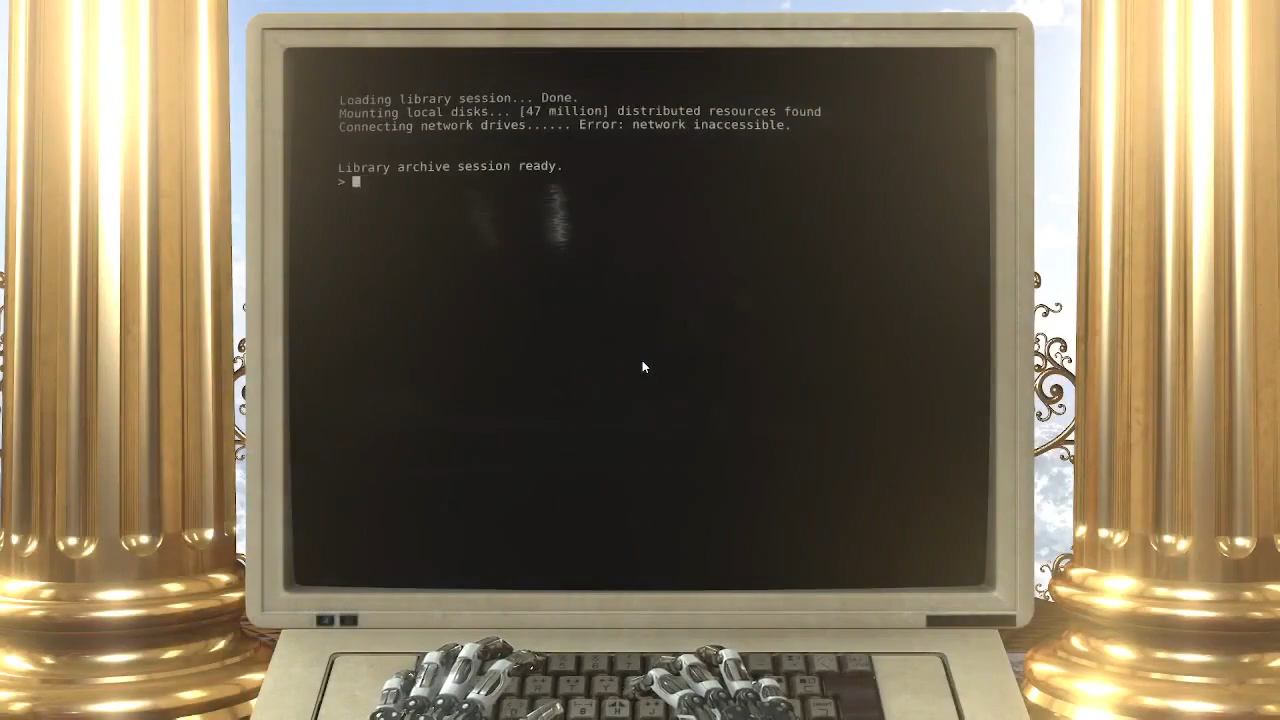 Loading library session... Done.
Mounting local disks... [47 million] distributed resources found
Connecting network drives...... Error: network inaccessible.
Library archive session ready.
>